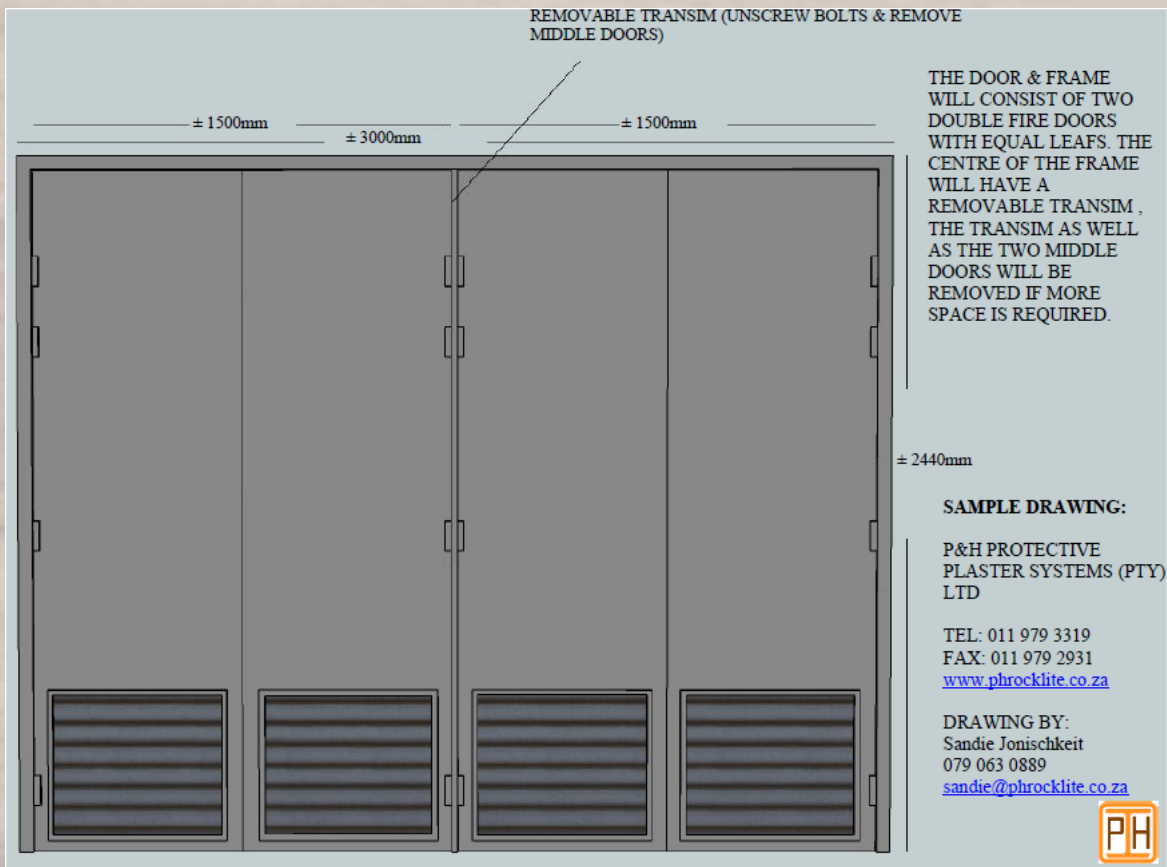 REMOVABLE TRANSIM (UNSCREW BOLTS & REMOVE
MIDDLE DOORS)
± 1500mm
± 1500mm
± 3000mm
THE DOOR & FRAME
WILL CONSIST OF TWO
DOUBLE FIRE DOORS
WITH EQUAL LEAFS. THE
CENTRE OF THE FRAME
WILL HAVE A
REMOVABLE TRANSIM ,
THE TRANSIM AS WELL
AS THE TWO MIDDLE
DOORS WILL BE
REMOVED IF MORE
SPACE IS REQUIRED.
± 2440mm
SAMPLE DRAWING:
P&H PROTECTIVE
PLASTER SYSTEMS (PTY)
LTD
TEL: 011 979 3319
FAX: 011 979 2931
www.phrocklite.co.za
DRAWING BY:
Sandie Jonischkeit
079 063 0889
sandie@phrocklite.co.za
PH